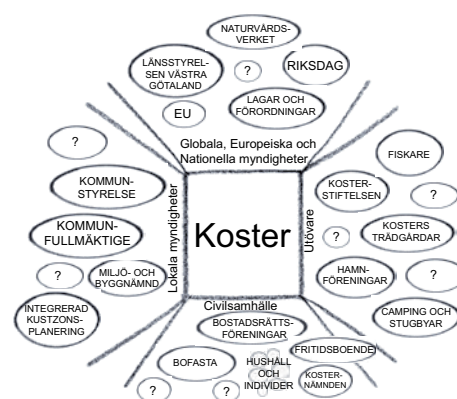 NATURVÅRDS-
VERKET
LÄNSSTYREL-
SEN VÄSTRA
GÖTALAND
?
RIKSDAG
EU
LAGAR OCH
FÖRORDNINGAR
Globala, Europeiska och
Nationella myndigheter
?
KOMMUN-
STYRELSE
KOMMUN-
FULLMÄKTIGE
?
MILJÖ- OCH
BYGGNÄMND
INTEGRERAD
KUSTZONS-
PLANERING
Lokala myndigheter
Koster
Utövare
FISKARE
KOSTER-
STIFTELSEN
?
?
KOSTERS
TRÄDGÅRDAR
HAMN-
FÖRENINGAR
?
CAMPING OCH
STUGBYAR
Civilsamhälle
BOSTADSRÄTTS-
FÖRENINGAR
BOFASTA
HUSHÅLL
OCH
INDIVIDER
FRITIDSBOENDE
KOSTER-
NÄMNDEN
?
?